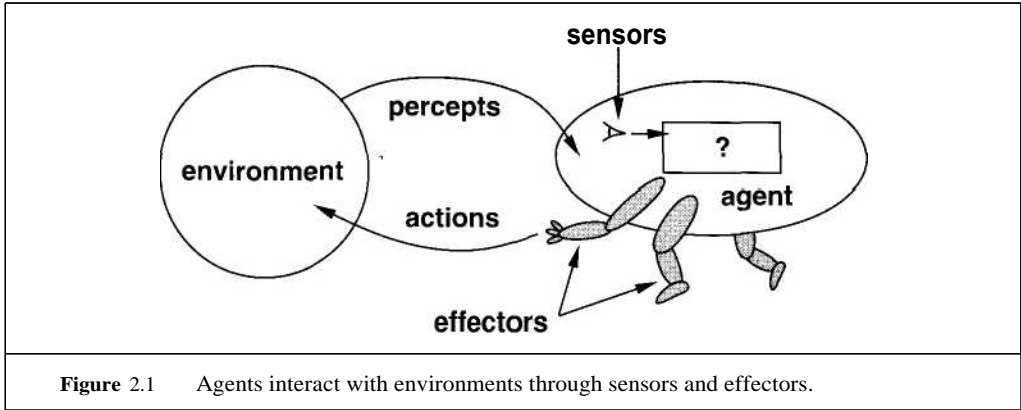 sensors
percepts
?
environment
agent
actions
effectors
Figure 2.1 Agents interact with environments through sensors and effectors.